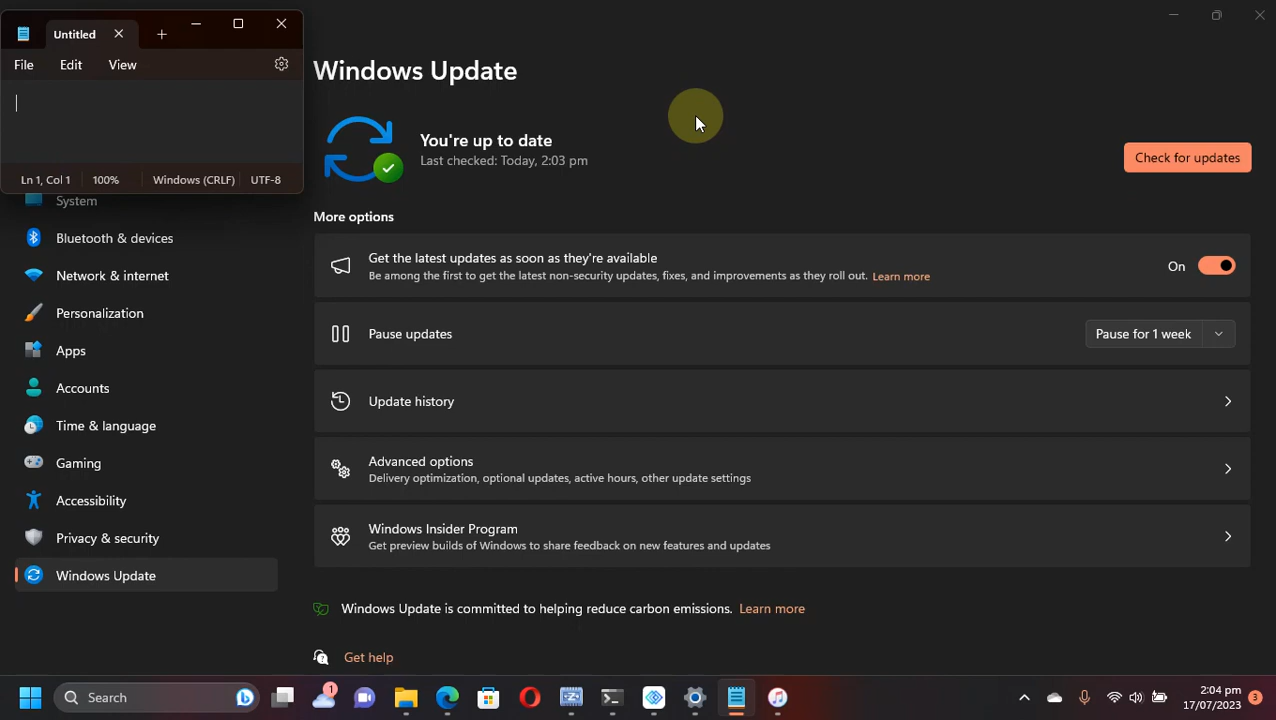 Untitled
File Edit View
Ln 1, Col 1 100% Windows (CRLF) UTF-8
System
Bluetooth & devices
Network & internet
Personalization
Apps
Accounts
Time & language
Gaming
Accessibility
Privacy & security
Windows Update
Windows Update
You're up to date
Last checked: Today, 2:03 pm
Check for updates
More options
Get the latest updates as soon as they're available
Be among the first to get the latest non-security updates, fixes, and improvements as they roll out. Learn more
On
Pause updates
Pause for 1 week
Update history
Advanced options
Delivery optimization, optional updates, active hours, other update settings
Windows Insider Program
Get preview builds of Windows to share feedback on new features and updates
Windows Update is committed to helping reduce carbon emissions. Learn more
Get help
Search
1
2:04 pm
17/07/2023
3